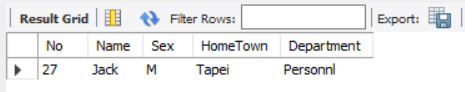 Result Grid Filter Rows: Export:
No Name Sex HomeTown Department
27 Jack M Tapei Personnl